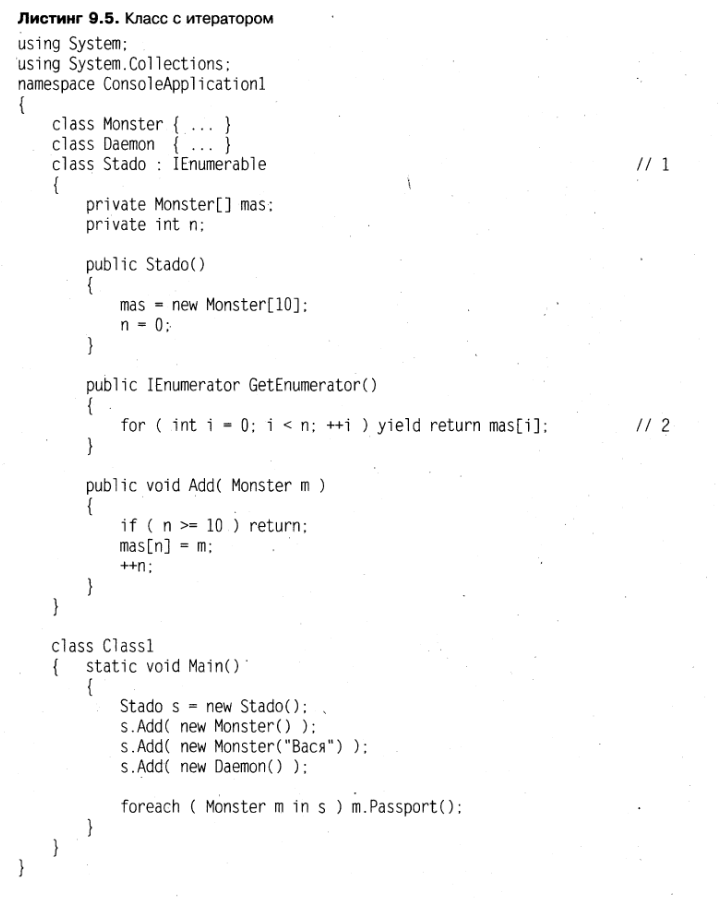 Листинг 9.5. Класс с итератором
using System;
using System.Collections;
namespace ConsoleApplication1
{
    class Monster { ... }
    class Daemon  { ... }
    class Stado : IEnumerable                                        // 1
    {
        private Monster[] mas;
        private int n;

        public Stado()
        {
            mas = new Monster[10];
            n = 0;
        }

        public IEnumerator GetEnumerator()
        {
            for ( int i = 0; i < n; ++i ) yield return mas[i];       // 2
        }

        public void Add( Monster m )
        {
            if ( n >= 10 ) return;
            mas[n] = m;
            ++n;
        }
    }

    class Class1
    {   static void Main()
        {
            Stado s = new Stado();
            s.Add( new Monster() );
            s.Add( new Monster("Вася") );
            s.Add( new Daemon() );

            foreach ( Monster m in s ) m.Passport();
        }
    }
}